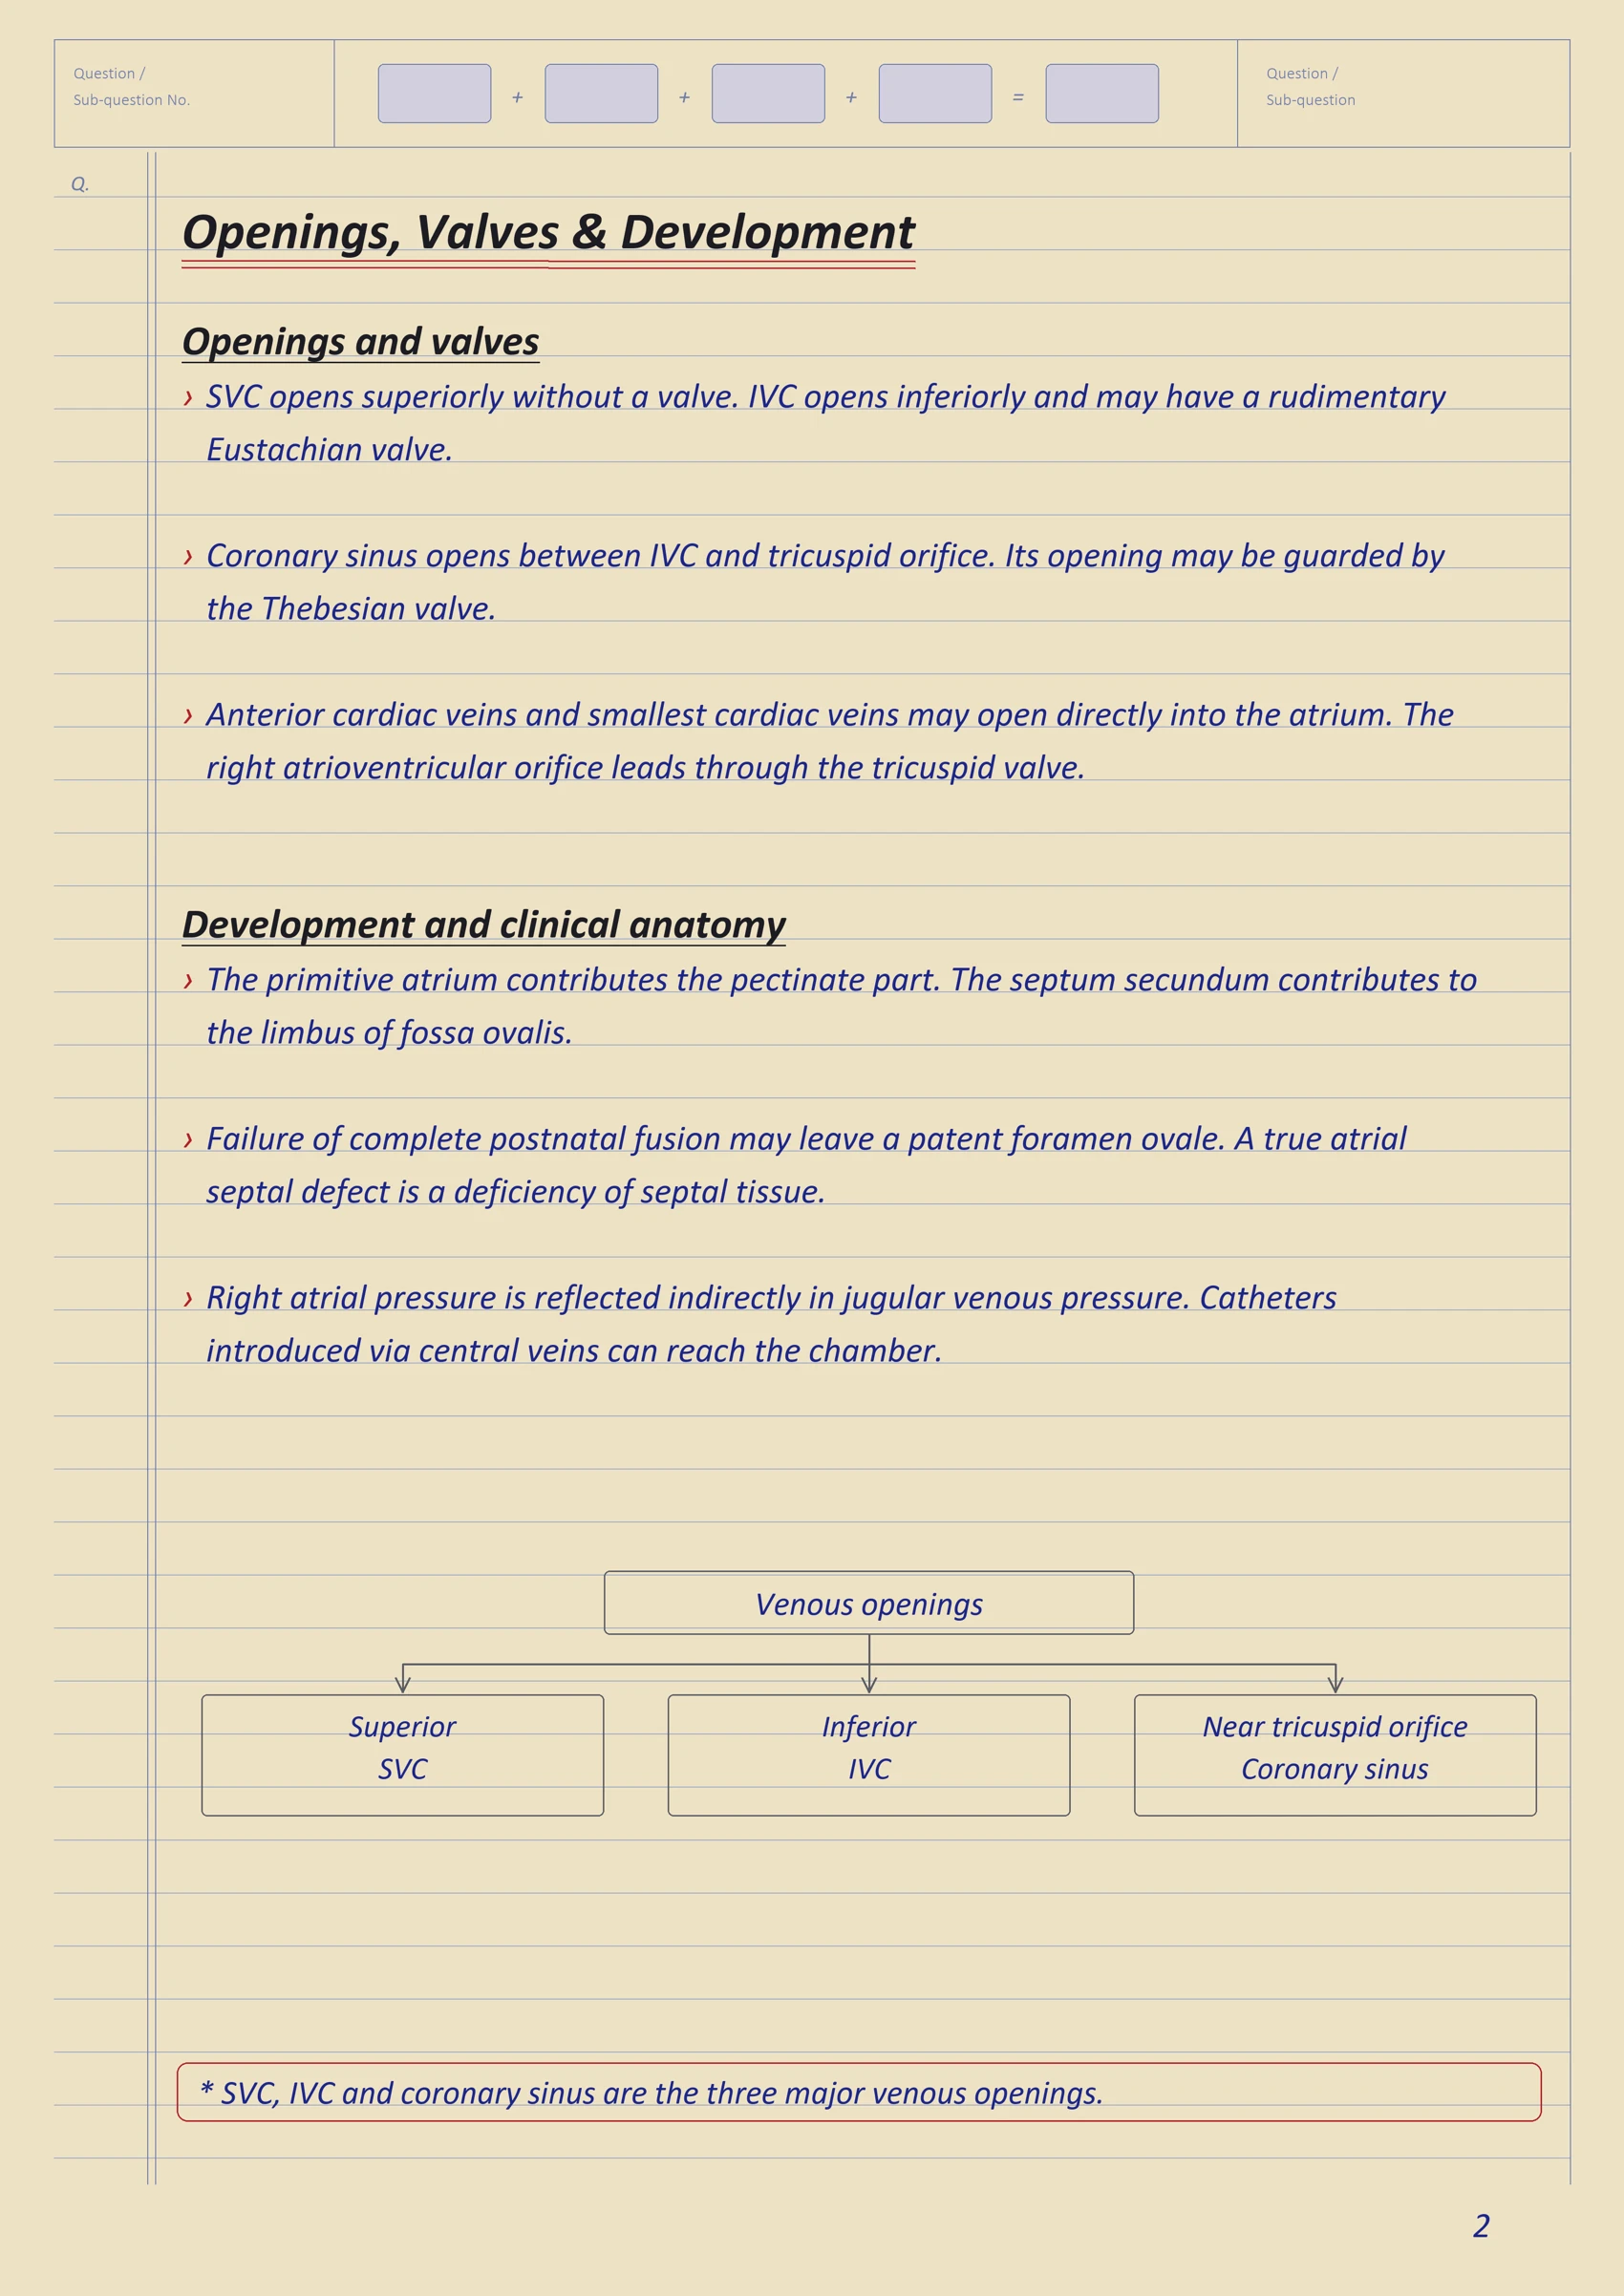 Question /
Sub-question No.
+ + + =
Question /
Sub-question
Q.
Openings, Valves & Development
Openings and valves
› SVC opens superiorly without a valve. IVC opens inferiorly and may have a rudimentary
Eustachian valve.
› Coronary sinus opens between IVC and tricuspid orifice. Its opening may be guarded by
the Thebesian valve.
› Anterior cardiac veins and smallest cardiac veins may open directly into the atrium. The
right atrioventricular orifice leads through the tricuspid valve.
Development and clinical anatomy
› The primitive atrium contributes the pectinate part. The septum secundum contributes to
the limbus of fossa ovalis.
› Failure of complete postnatal fusion may leave a patent foramen ovale. A true atrial
septal defect is a deficiency of septal tissue.
› Right atrial pressure is reflected indirectly in jugular venous pressure. Catheters
introduced via central veins can reach the chamber.
Venous openings
Superior
SVC
Inferior
IVC
Near tricuspid orifice
Coronary sinus
* SVC, IVC and coronary sinus are the three major venous openings.
2